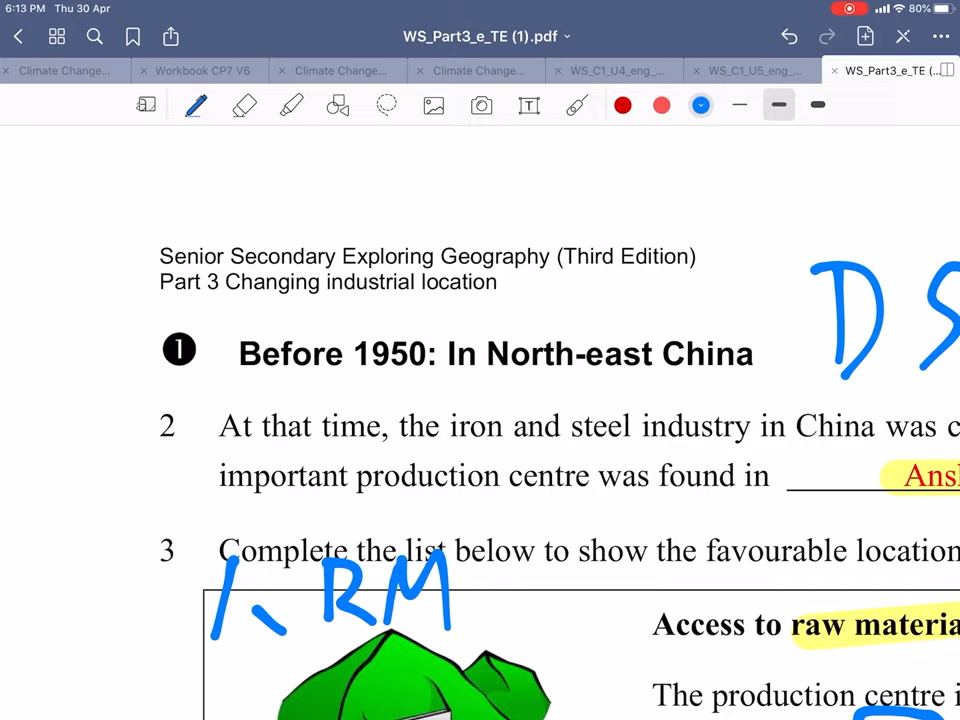 6:13 PM Thu 30 Apr 80%
WS_Part3_e_TE (1).pdf
Climate Change... Workbook CP7 V6 Climate Change... Climate Change... WS_C1_U4_eng_... WS_C1_U5_eng_... WS_Part3_e_TE (...
T
Senior Secondary Exploring Geography (Third Edition)
Part 3 Changing industrial location
D S
1 Before 1950: In North-east China
2 At that time, the iron and steel industry in China was c
important production centre was found in Ansl
3 Complete the list below to show the favourable location
RM
Access to raw materia
The production centre i